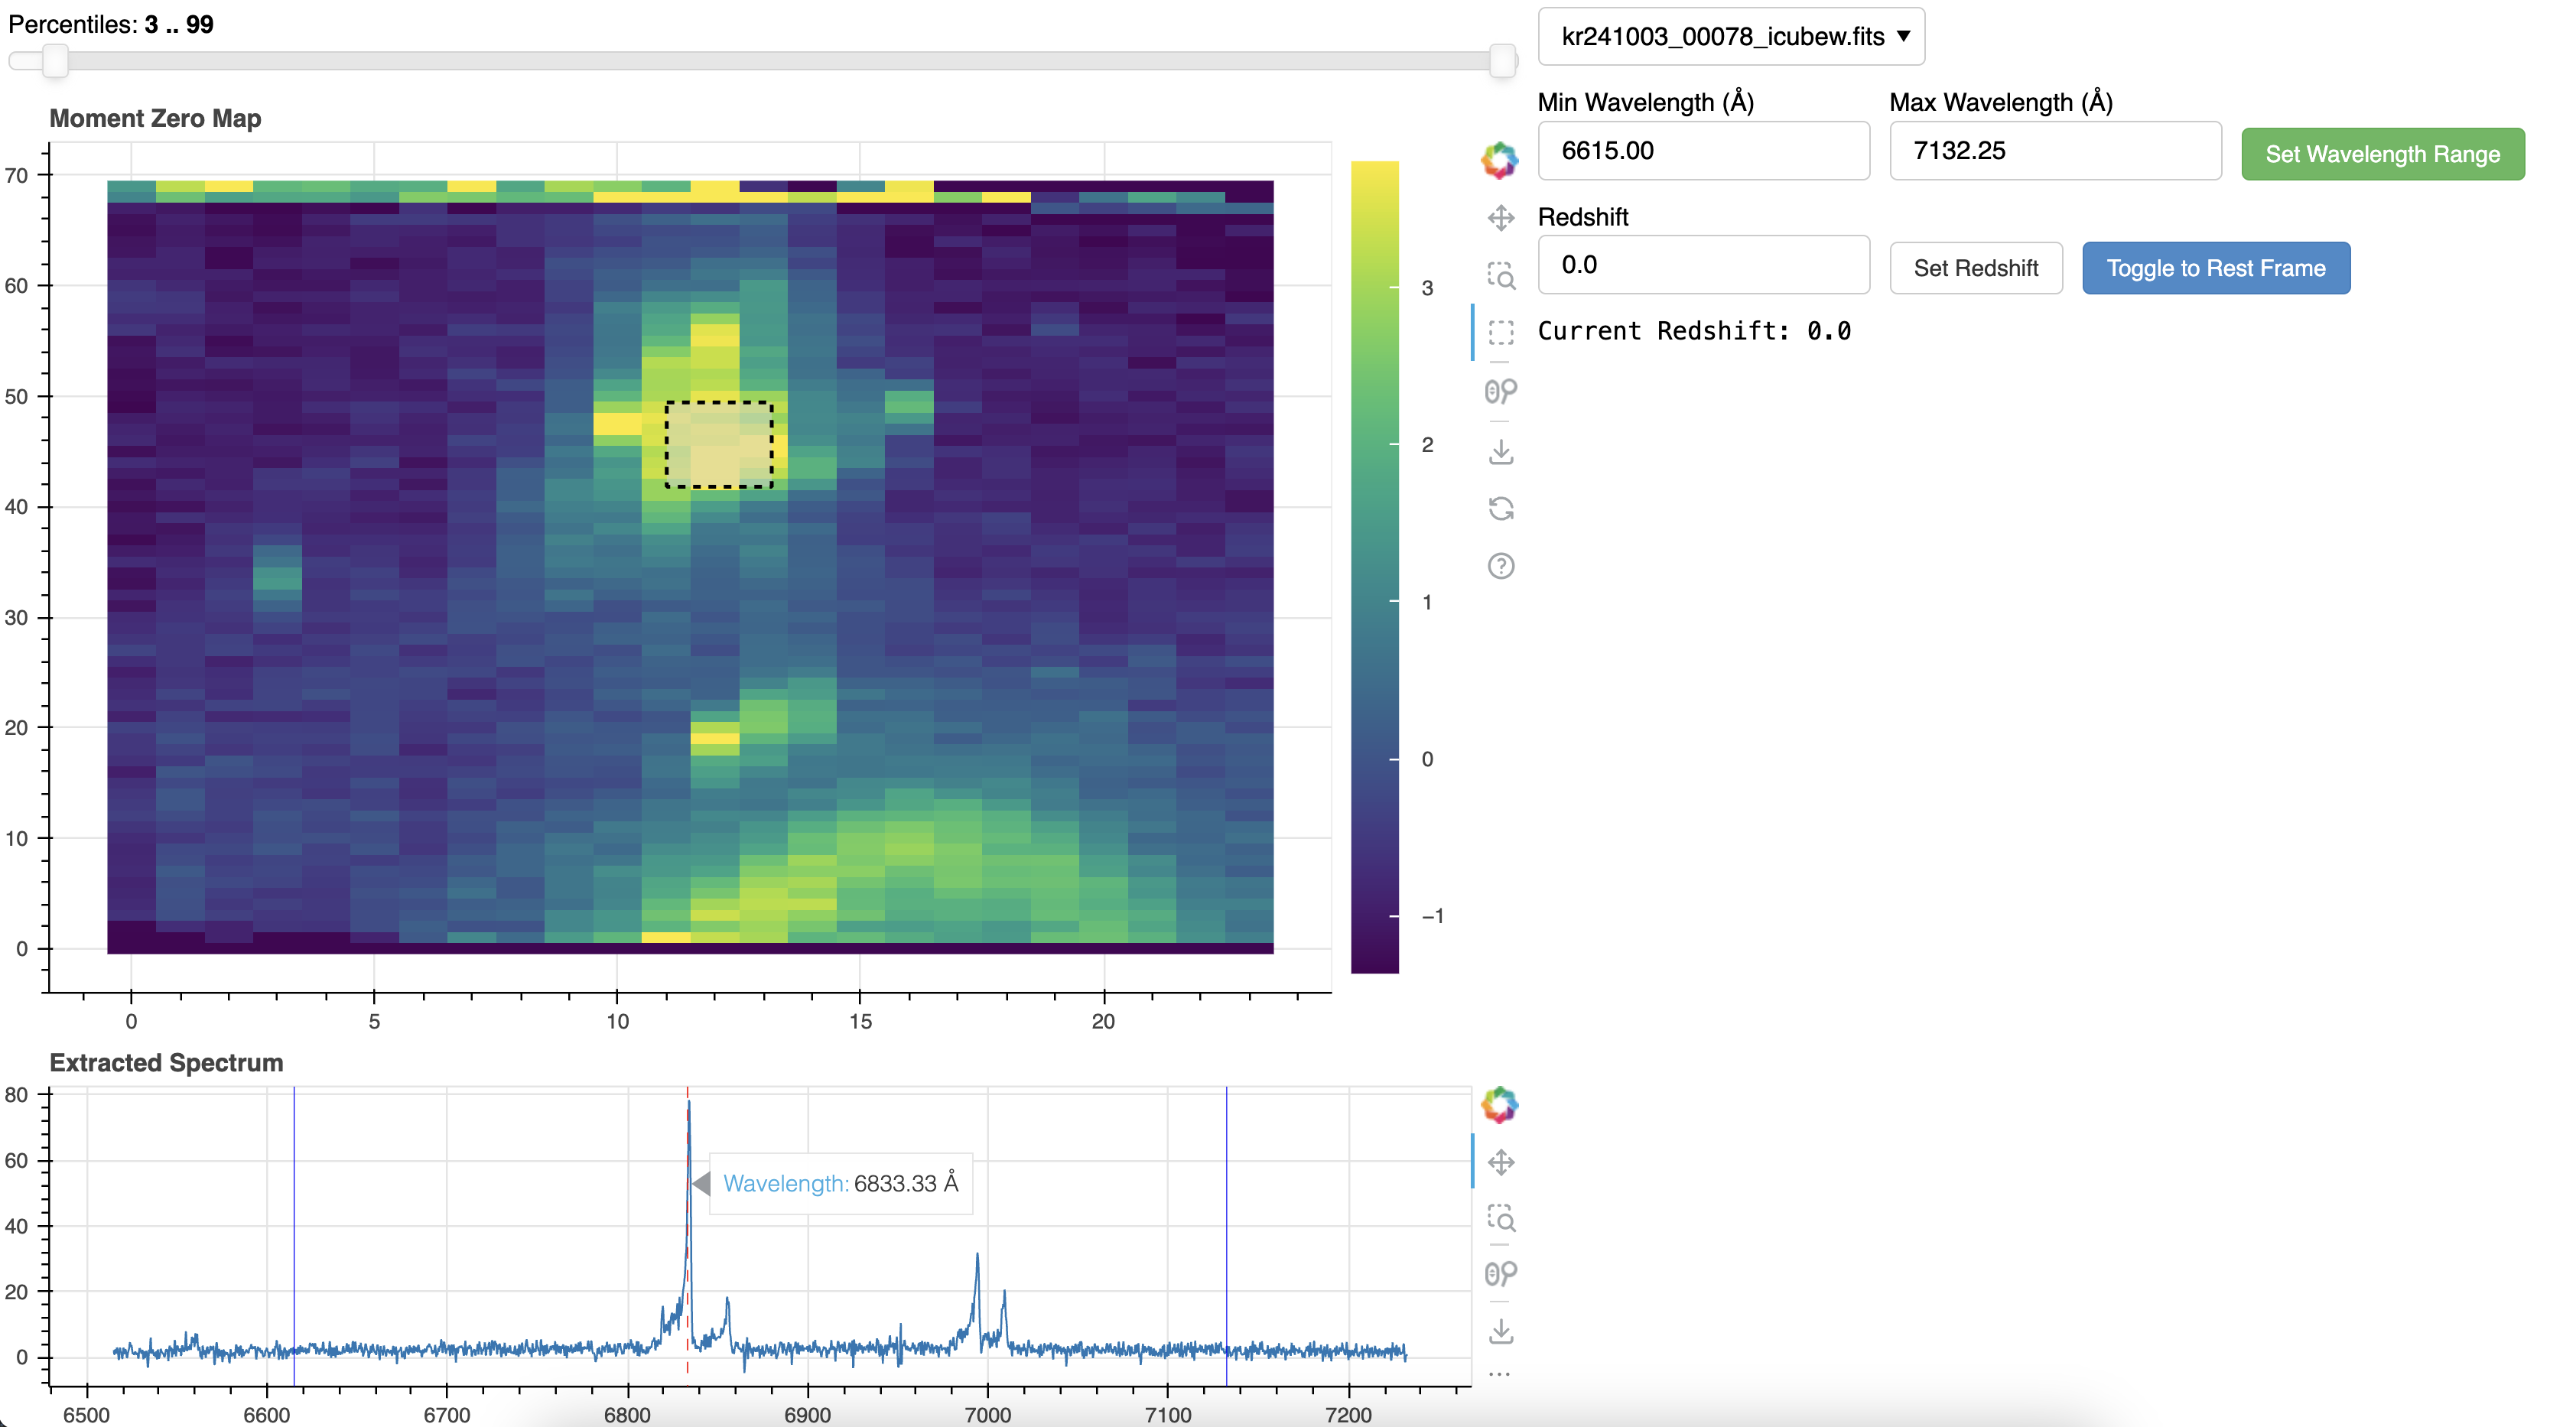 Percentiles: 3 .. 99
kr241003_00078_icubew.fits ▼
Min Wavelength (Å) Max Wavelength (Å)
6615.00 7132.25 Set Wavelength Range
Redshift
0.0 Set Redshift Toggle to Rest Frame
Current Redshift: 0.0
Moment Zero Map
70
60
50
40
30
20
10
0
0 5 10 15 20
3
2
1
0
−1
Extracted Spectrum
80
60
40
20
0
Wavelength: 6833.33 Å
6500 6600 6700 6800 6900 7000 7100 7200